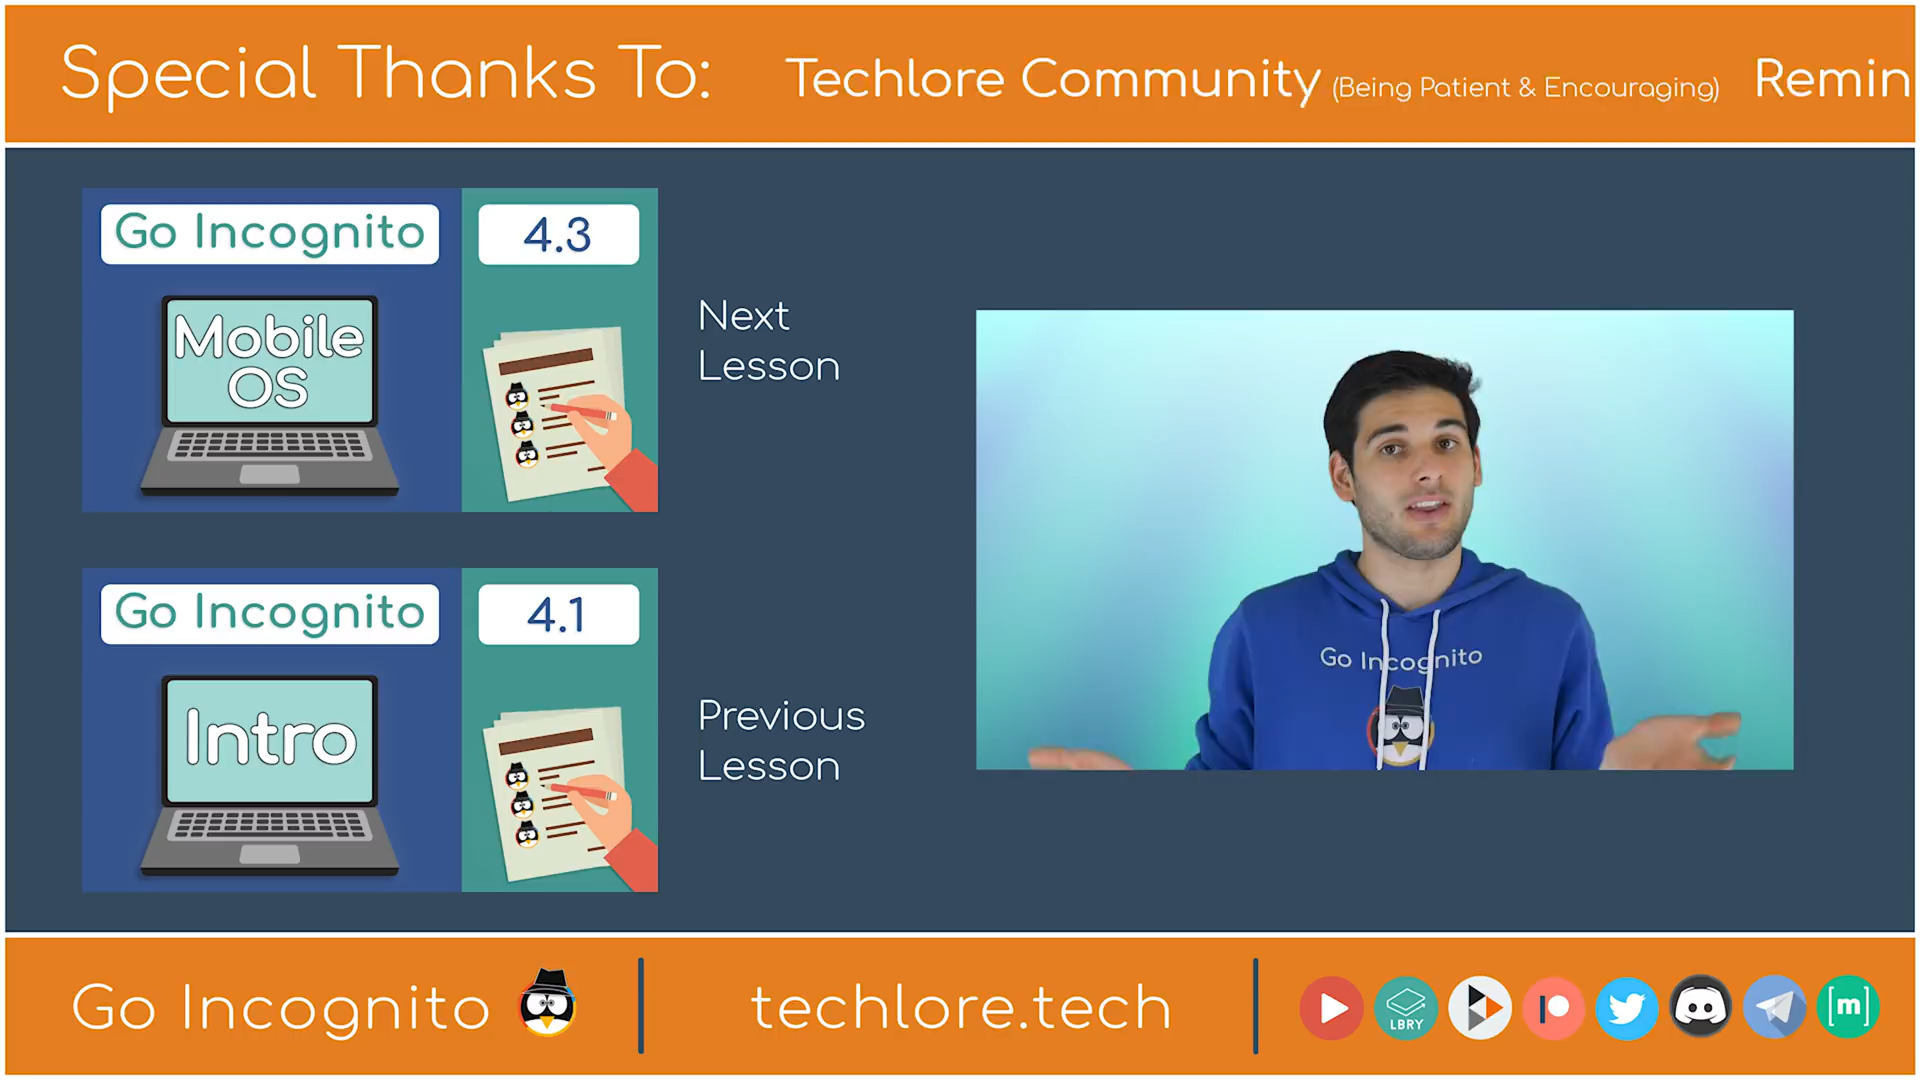 Special Thanks To: Techlore Community (Being Patient & Encouraging) Remin
Go Incognito 4.3
Mobile
OS
Next
Lesson
Go Incognito 4.1
Intro
Previous
Lesson
Go Incognito
Go Incognito techlore.tech
LBRY
[m]